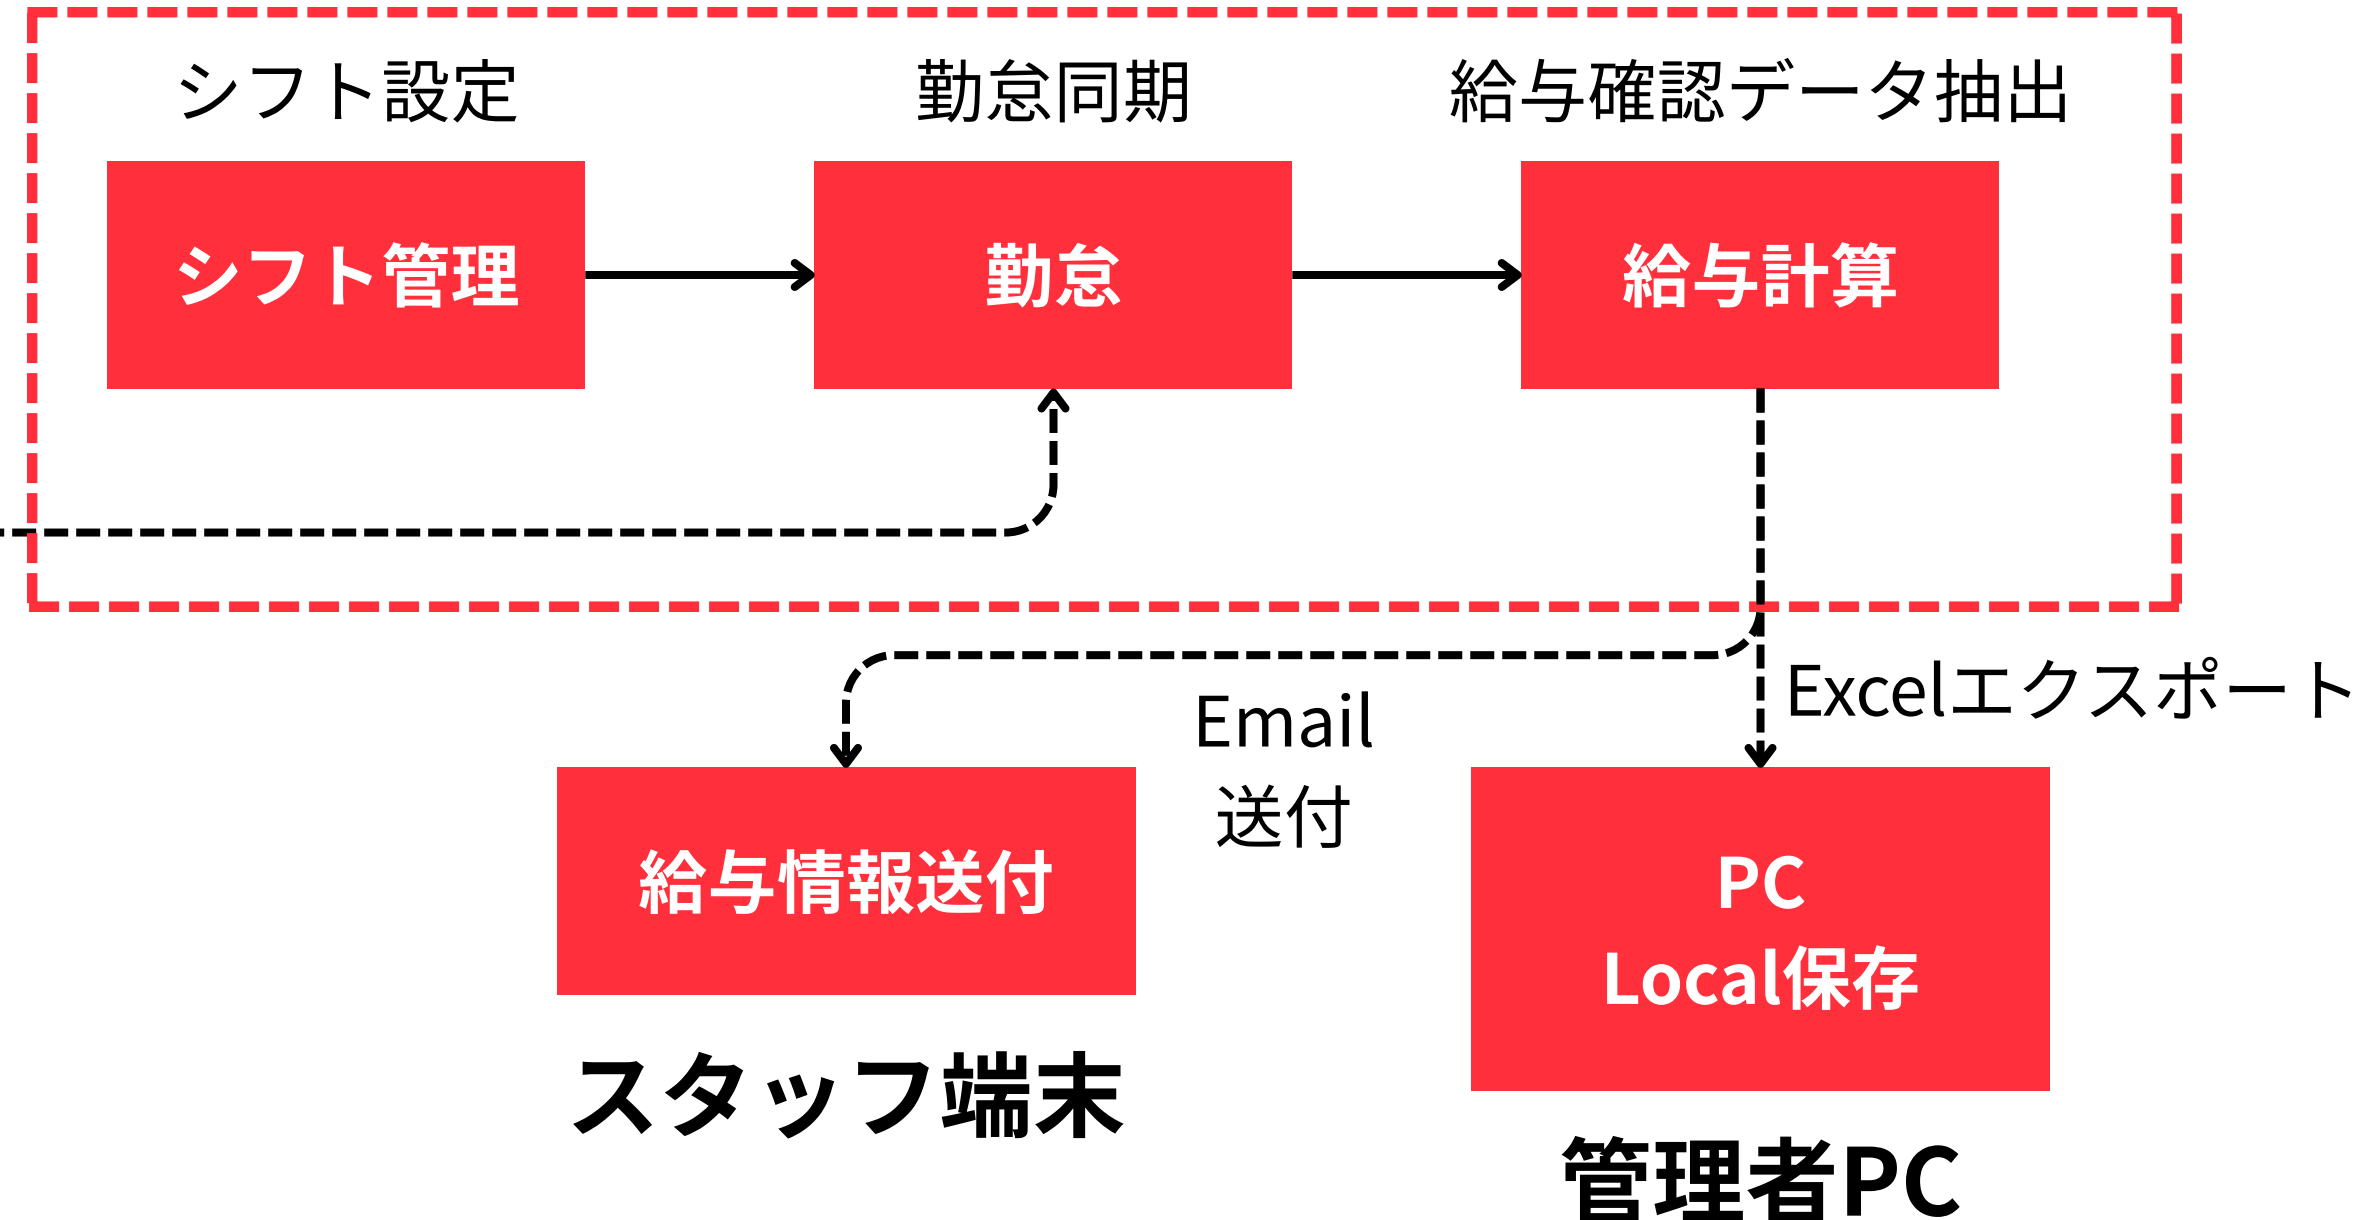 シフト設定
勤怠同期
給与確認データ抽出
シフト管理
勤怠
給与計算
Excelエクスポート
Email
送付
給与情報送付
PC
Local保存
スタッフ端末
管理者PC